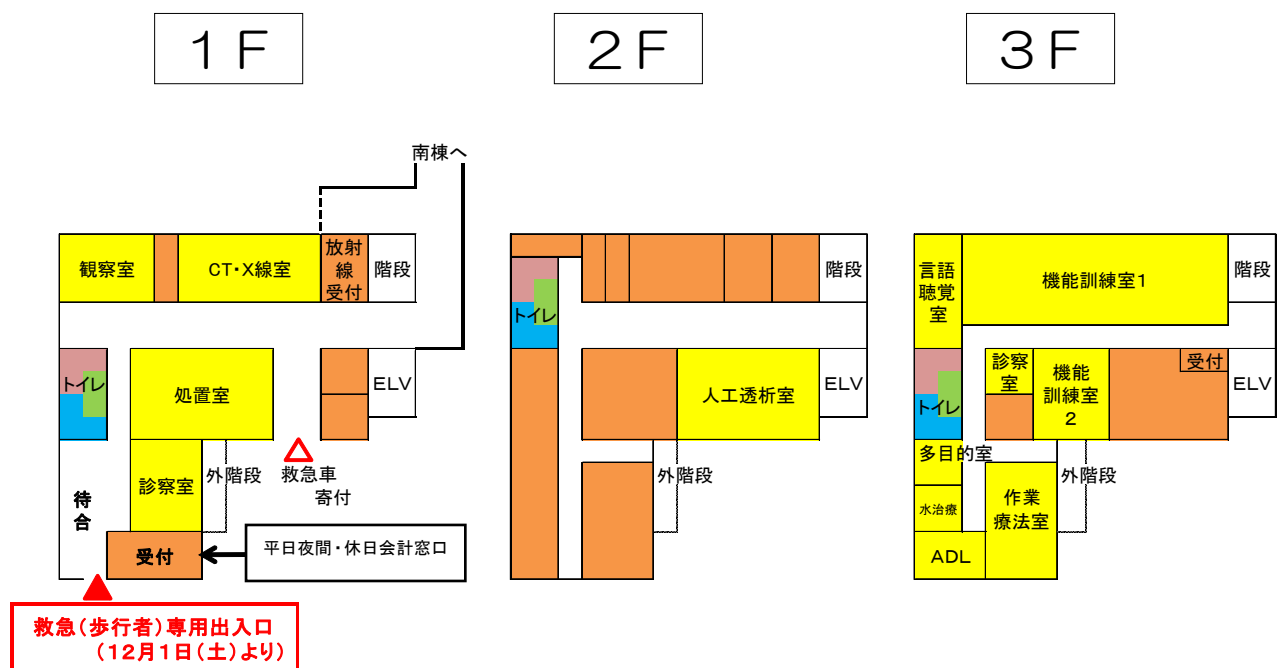 1F
2F
3F
南棟へ
観察室
CT・X線室
放射
線
受付
階段
トイレ
処置室
ELV
診察室
外階段
救急車
寄付
待
合
受付
平日夜間・休日会計窓口
救急(歩行者)専用出入口
(12月1日(土)より)
階段
トイレ
人工透析室
ELV
外階段
言語
聴覚
室
機能訓練室1
階段
トイレ
診察
室
機能
訓練室
2
受付
ELV
多目的室
外階段
水治療
作業
療法室
ADL